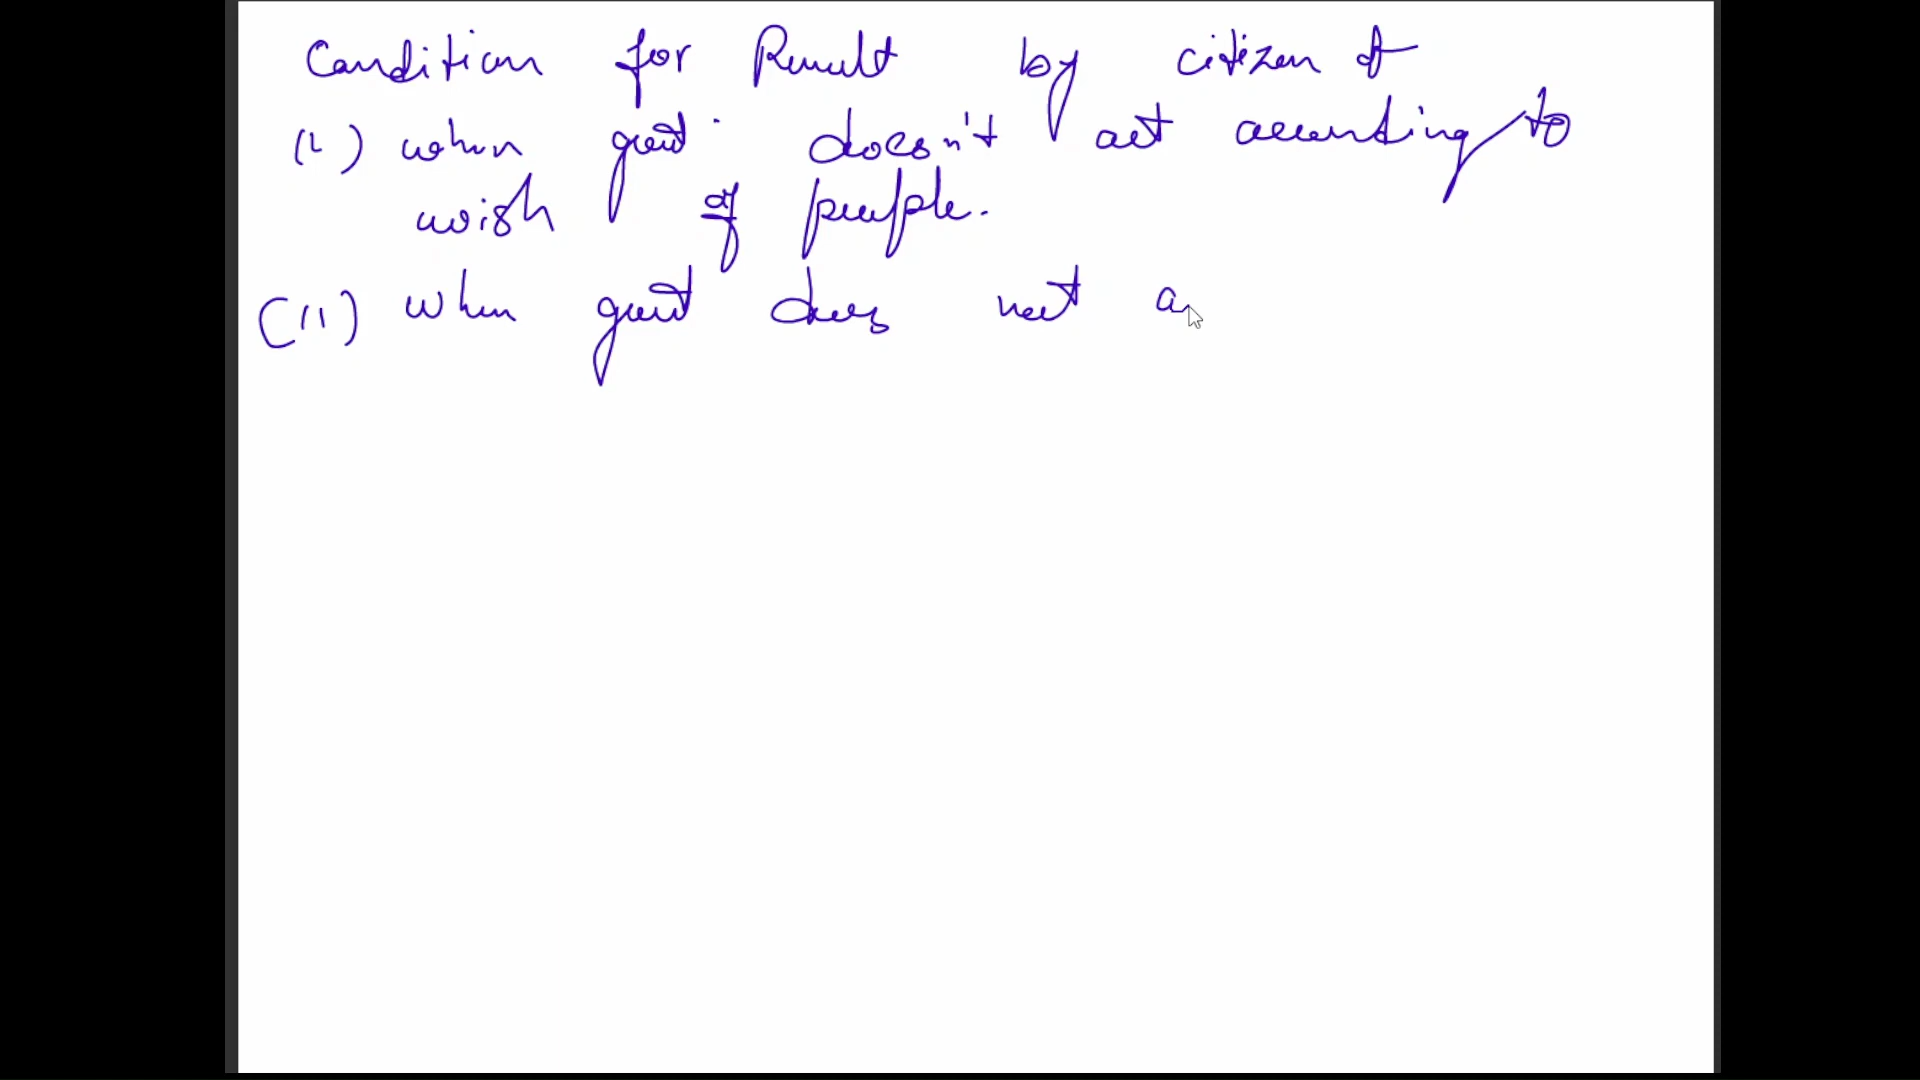 Condition for Revolt by citizen of
(i) when govt. doesn't act according to
wish of people.
(ii) when govt does not a